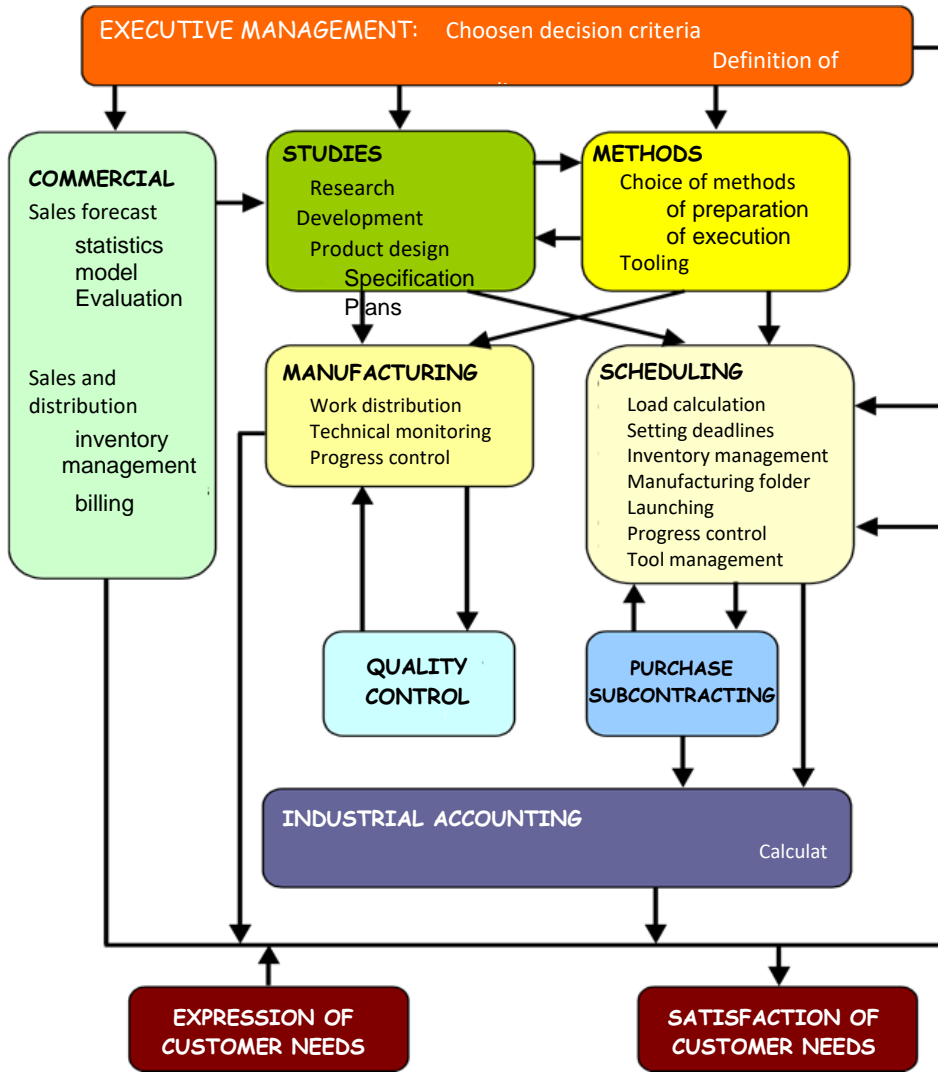 EXECUTIVE MANAGEMENT: Choosen decision criteria
Definition of
COMMERCIAL
Sales forecast
statistics
model
Evaluation
Sales and
distribution
inventory
management
billing
STUDIES
Research
Development
Product design
Specification
Plans
METHODS
Choice of methods
of preparation
of execution
Tooling
MANUFACTURING
Work distribution
Technical monitoring
Progress control
SCHEDULING
Load calculation
Setting deadlines
Inventory management
Manufacturing folder
Launching
Progress control
Tool management
QUALITY
CONTROL
PURCHASE
SUBCONTRACTING
INDUSTRIAL ACCOUNTING
Calculat
EXPRESSION OF
CUSTOMER NEEDS
SATISFACTION OF
CUSTOMER NEEDS